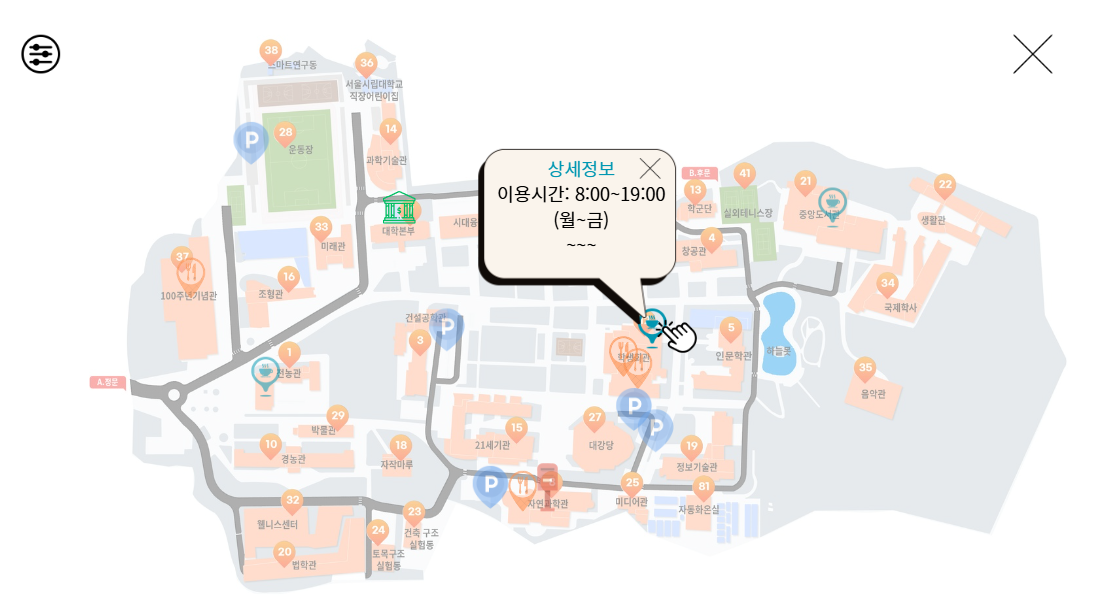 38
스마트연구동
36
서울시립대학교
직장어린이집
P
28
운동장
14
과학기술관
상세정보
이용시간: 8:00~19:00
(월~금)
~~~
B.후문
13
학군단
41
실외테니스장
21
중앙도서관
22
생활관
$
대학본부
시대융
33
미래관
4
창공관
37
100주년기념관
16
조형관
34
국제학사
건설공학관
P
3
학생회관
5
인문학관
하늘못
1
전농관
A.정문
35
음악관
29
박물관
P
P
27
대강당
15
21세기관
10
경농관
18
자작마루
19
정보기술관
P
자연과학관
25
미디어관
81
자동화온실
32
웰니스센터
23
건축 구조
실험동
24
토목구조
실험동
20
법학관